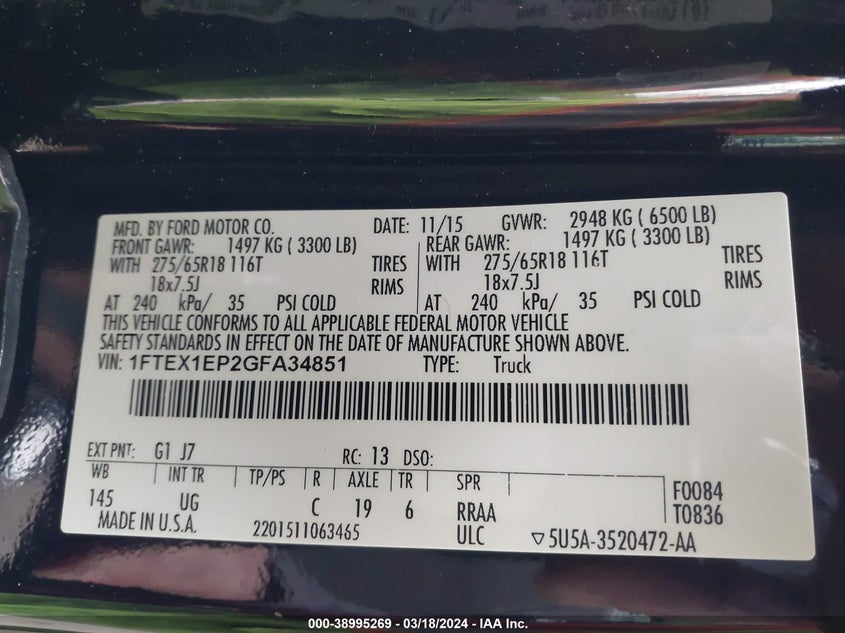 MFD. BY FORD MOTOR CO. DATE: 11/15 GVWR: 2948 KG ( 6500 LB)
FRONT GAWR: 1497 KG ( 3300 LB) REAR GAWR: 1497 KG ( 3300 LB)
WITH 275/65R18 116T TIRES WITH 275/65R18 116T TIRES
18x7.5J RIMS 18x7.5J RIMS
AT 240 kPa/ 35 PSI COLD AT 240 kPa/ 35 PSI COLD
THIS VEHICLE CONFORMS TO ALL APPLICABLE FEDERAL MOTOR VEHICLE
SAFETY STANDARDS IN EFFECT ON THE DATE OF MANUFACTURE SHOWN ABOVE.
VIN: 1FTEX1EP2GFA34851 TYPE: Truck
EXT PNT: G1 J7 RC: 13 DSO:
WB INT TR TP/PS R AXLE TR SPR
145 UG C 19 6 RRAA F0084
T0836
MADE IN U.S.A. 2201511063465 ULC ▽5U5A-3520472-AA
000-38995269 - 03/18/2024 - IAA Inc.